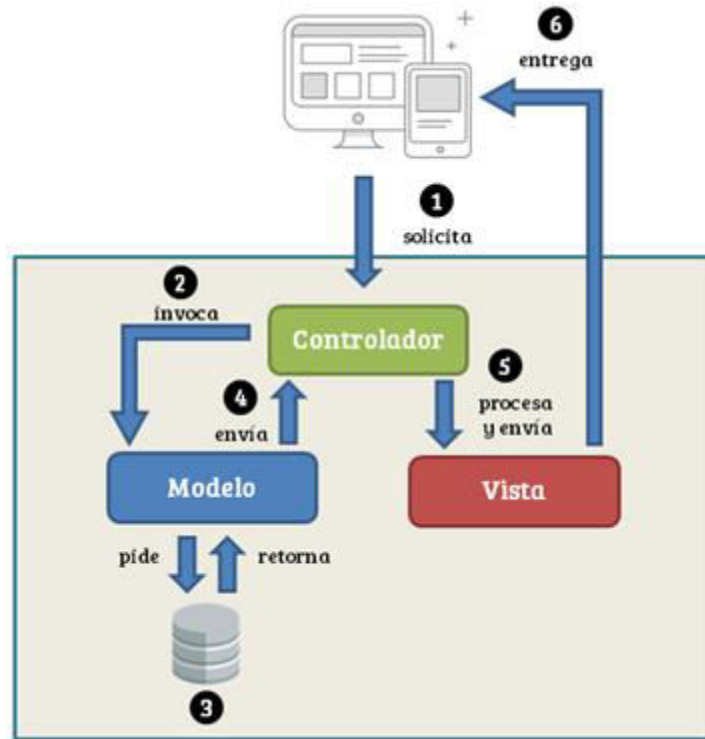 6
entrega
1
solicita
2
invoca
Controlador
5
procesa
y envía
4
envía
Modelo
Vista
pide
retorna
3